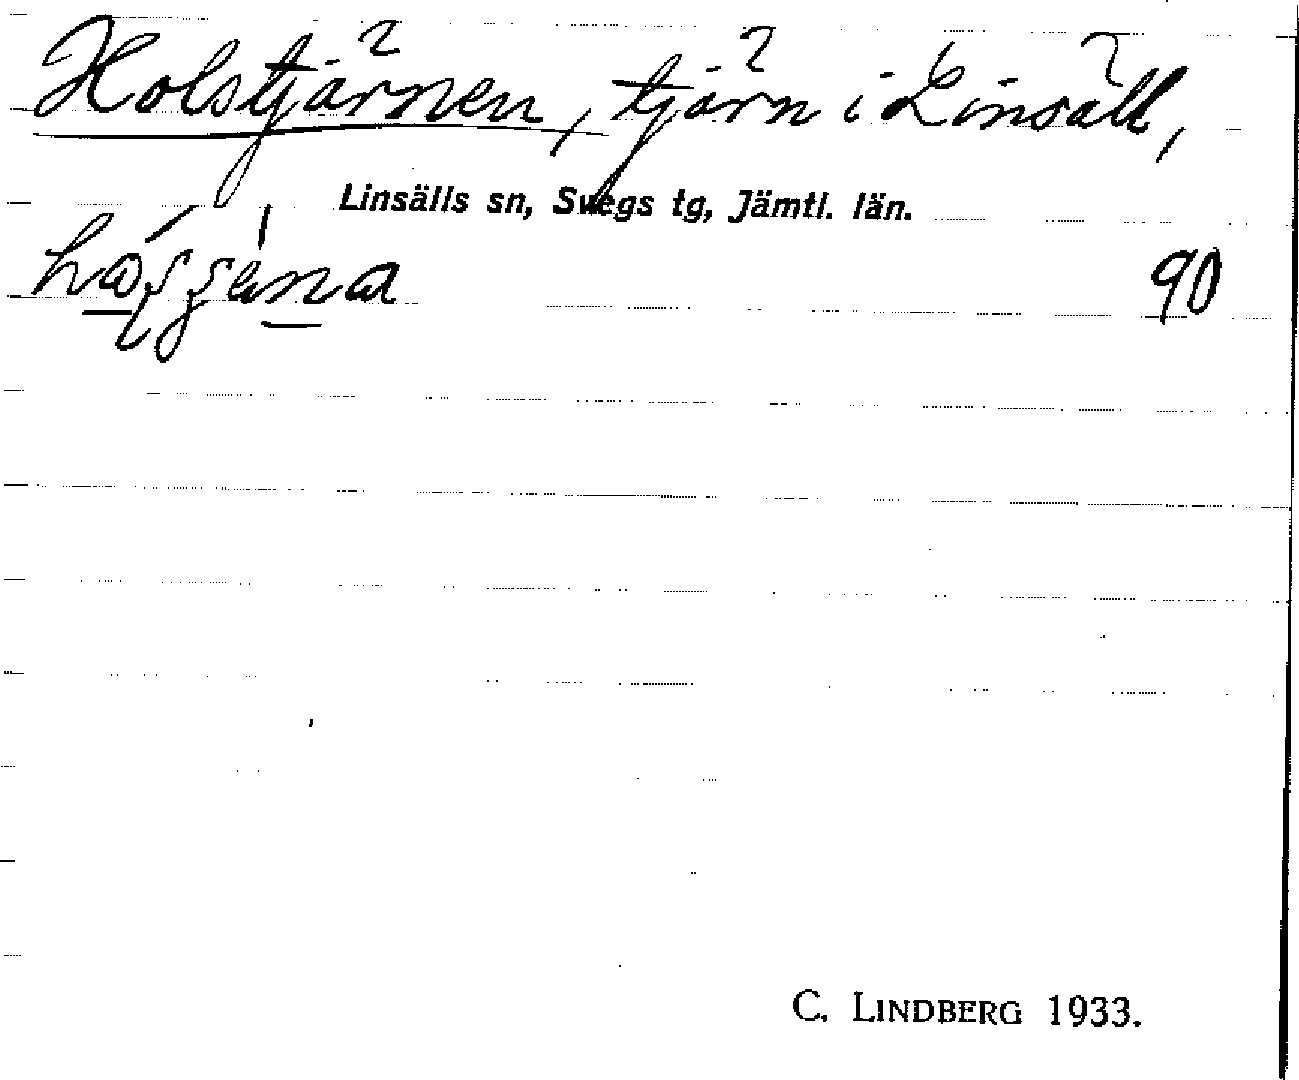 Holstjärnen, tjärn i Linsäll,
Linsälls sn, Svegs tg, Jämtl. län.
90
C. LINDBERG 1933.